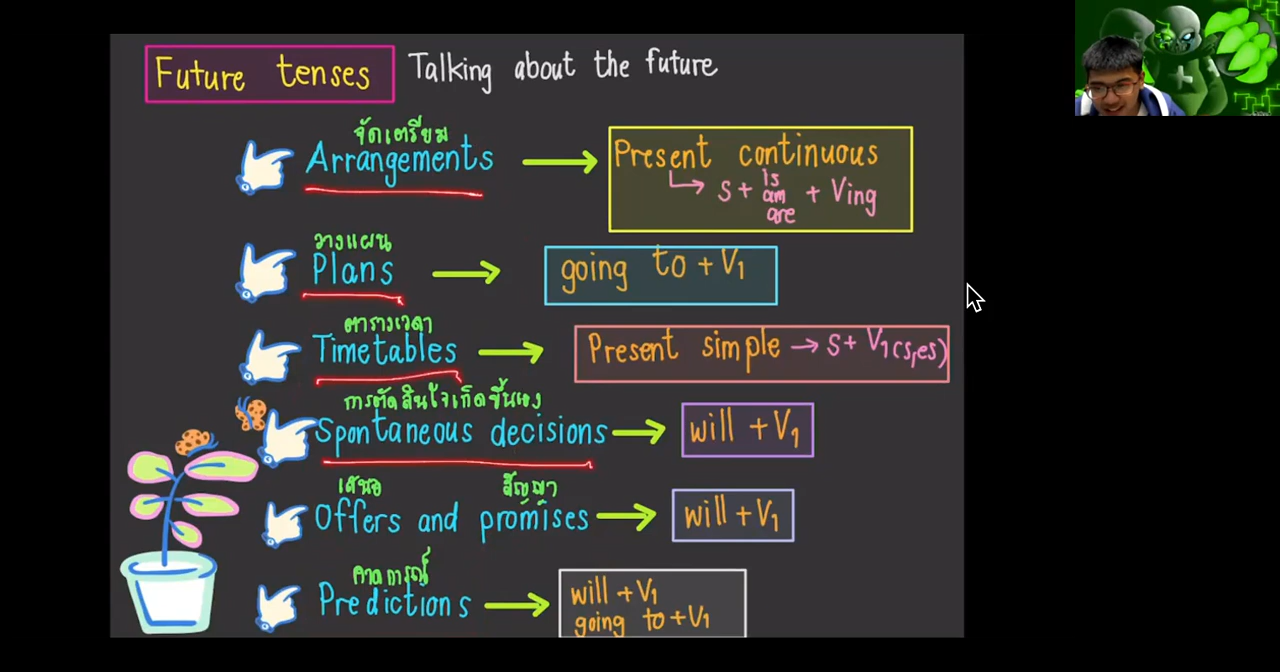 Future tenses Talking about the future
จัดเตรียม
Arrangements → Present continuous
↳ S + is am are + Ving
วางแผน
Plans → going to + V1
ตารางเวลา
Timetables → Present simple → S + V1(s,es)
การตัดสินใจเกิดขึ้นเอง
Spontaneous decisions → will + V1
เสนอ สัญญา
Offers and promises → will + V1
คาดการณ์
Predictions → will + V1
going to + V1